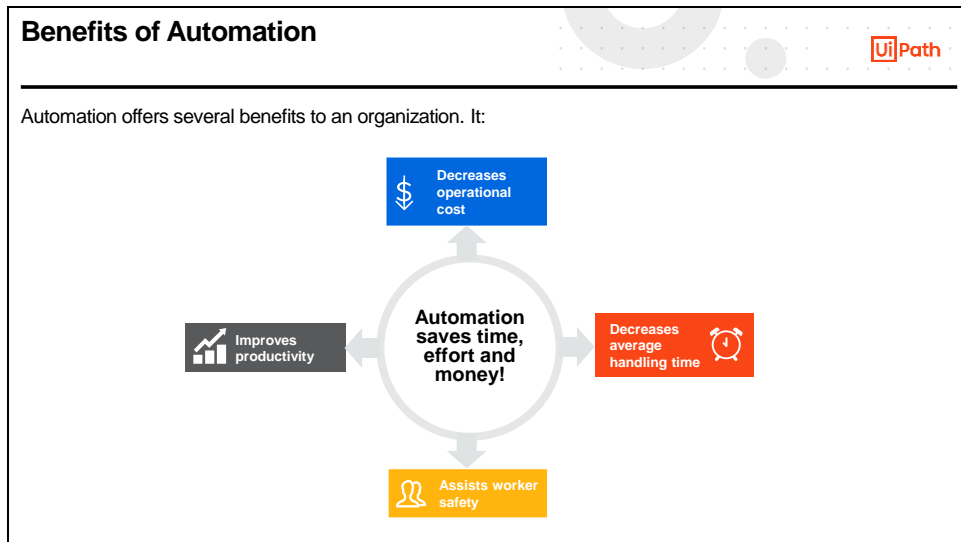 Benefits of Automation
UiPath
Automation offers several benefits to an organization. It:
Decreases
operational
cost
Improves
productivity
Automation
saves time,
effort and
money!
Decreases
average
handling time
Assists worker
safety